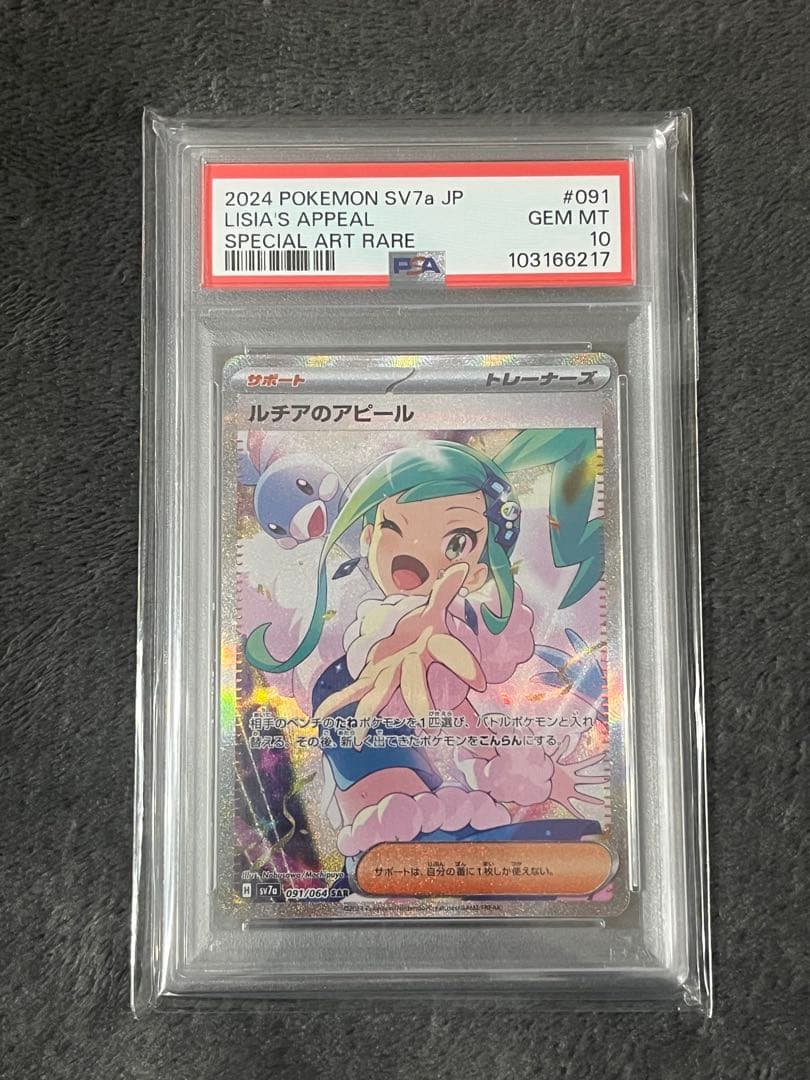 2024 POKEMON SV7a JP #091
LISIA'S APPEAL GEM MT
SPECIAL ART RARE 10
PSA 103166217
サポート トレーナーズ
ルチアのアピール
相手のベンチのたねポケモンを1匹選び、バトルポケモンと入れ
替える。その後、新しく出てきたポケモンをこんらんにする。
サポートは、自分の番に1枚しか使えない。
Illus. Nobusawa/Mochipuyo
H sv7a 091/064 SAR